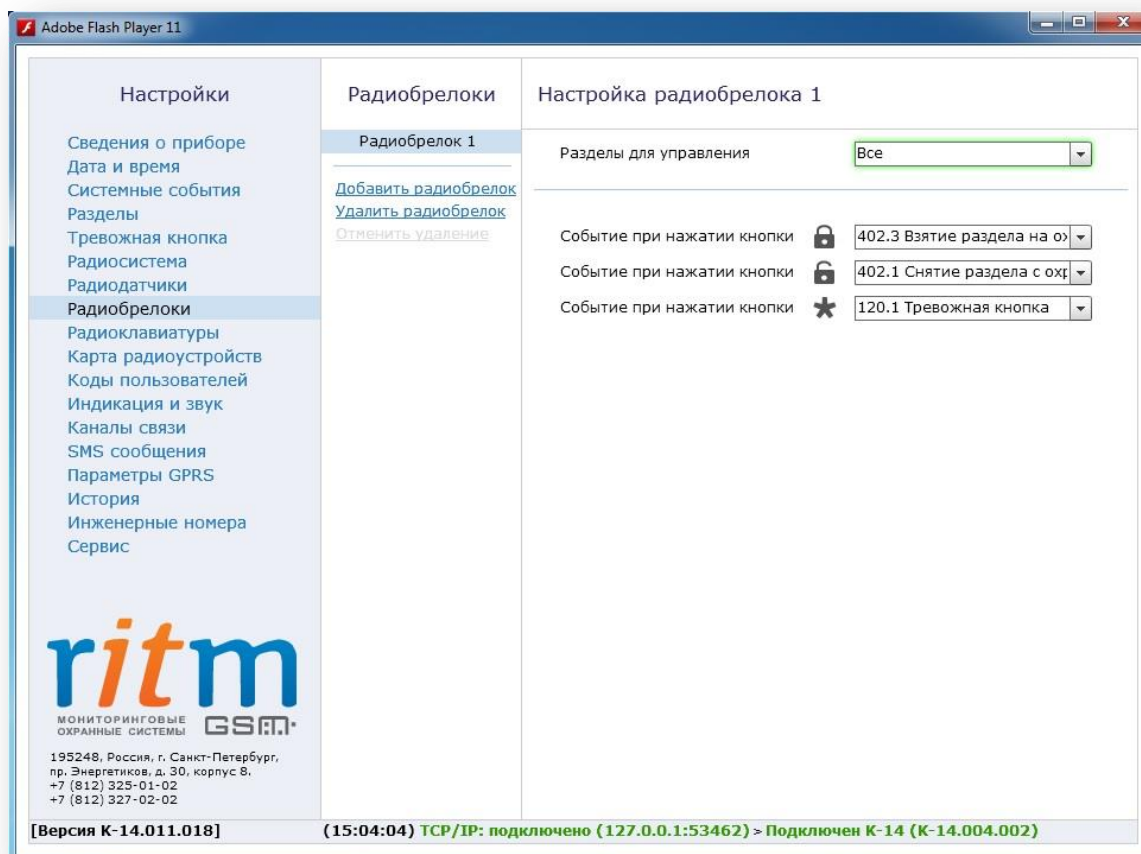 Adobe Flash Player 11
Настройки
Сведения о приборе
Дата и время
Системные события
Разделы
Тревожная кнопка
Радиосистема
Радиодатчики
Радиобрелоки
Радиоклавиатуры
Карта радиоустройств
Коды пользователей
Индикация и звук
Каналы связи
SMS сообщения
Параметры GPRS
История
Инженерные номера
Сервис
ritm
МОНИТОРИНГОВЫЕ
ОХРАННЫЕ СИСТЕМЫ
GSM
195248, Россия, г. Санкт-Петербург,
пр. Энергетиков, д. 30, корпус 8.
+7 (812) 325-01-02
+7 (812) 327-02-02
Радиобрелоки
Радиобрелок 1
Добавить радиобрелок
Удалить радиобрелок
Отменить удаление
Настройка радиобрелока 1
Разделы для управления Все
Событие при нажатии кнопки 402.3 Взятие раздела на ох
Событие при нажатии кнопки 402.1 Снятие раздела с охр
Событие при нажатии кнопки 120.1 Тревожная кнопка
[Версия K-14.011.018] (15:04:04) TCP/IP: подключено (127.0.0.1:53462) > Подключен K-14 (K-14.004.002)